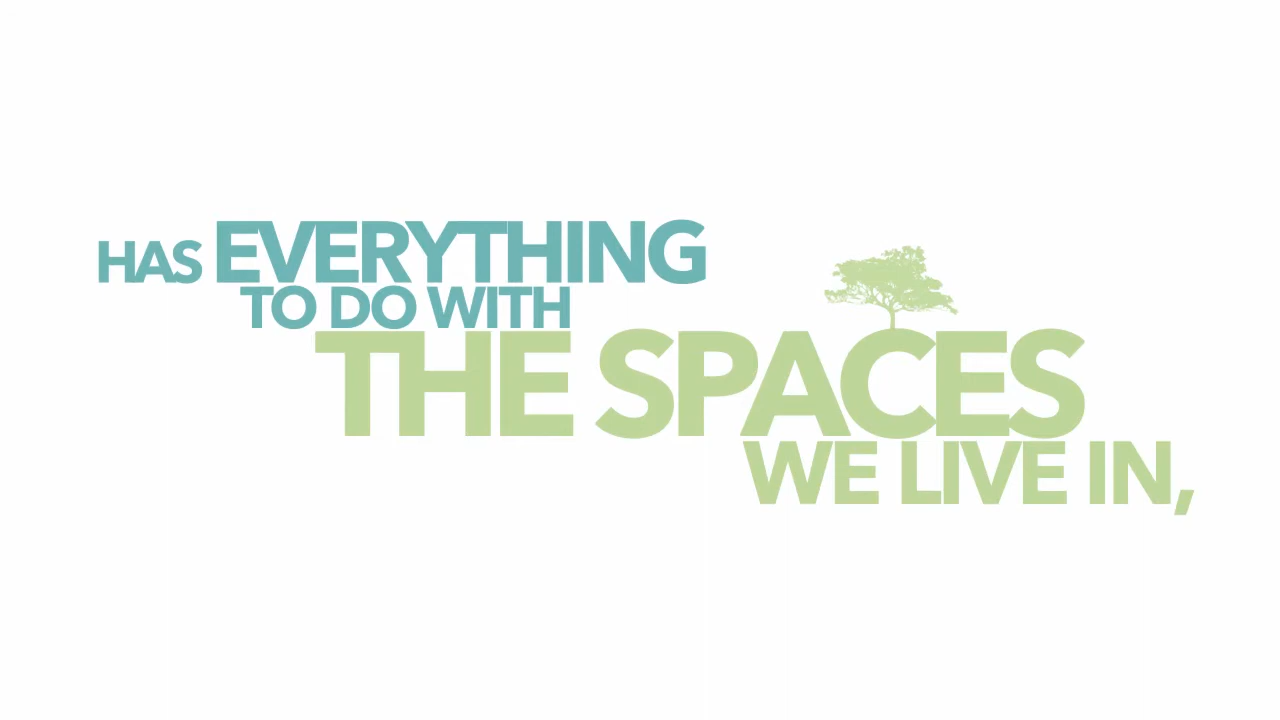 HAS EVERYTHING
TO DO WITH
THE SPACES
WE LIVE IN,